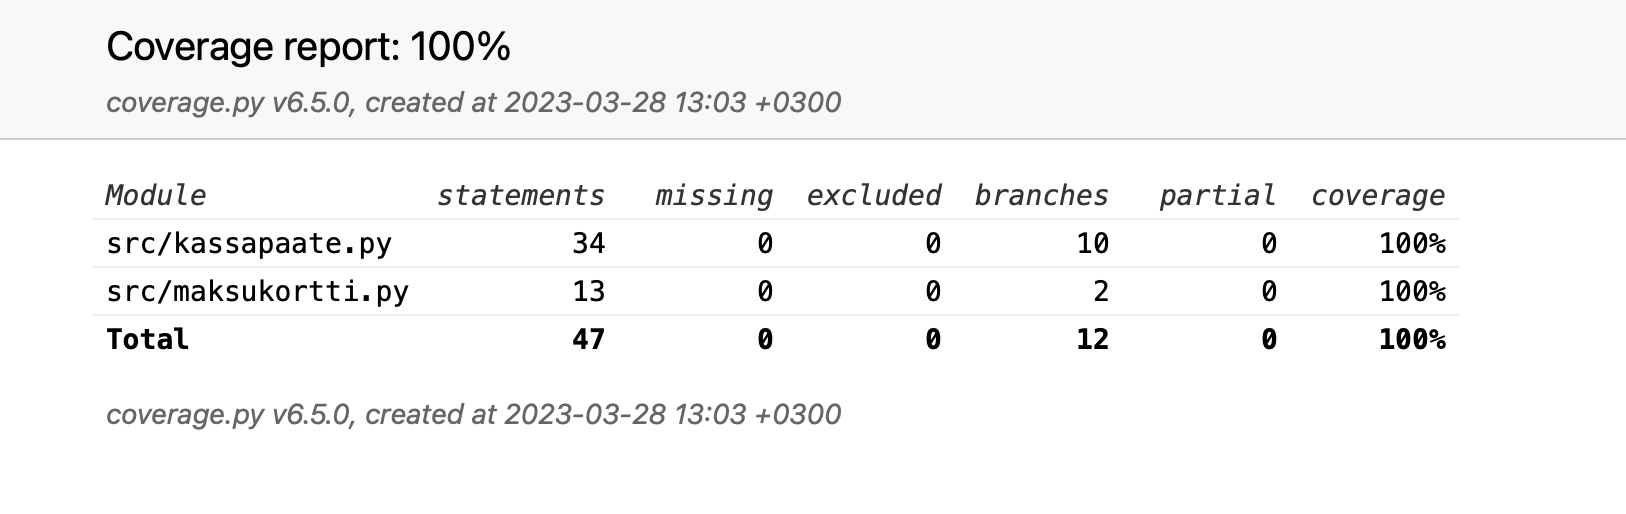 Coverage report: 100%
coverage.py v6.5.0, created at 2023-03-28 13:03 +0300
Module statements missing excluded branches partial coverage
src/kassapaate.py 34 0 0 10 0 100%
src/maksukortti.py 13 0 0 2 0 100%
Total 47 0 0 12 0 100%
coverage.py v6.5.0, created at 2023-03-28 13:03 +0300